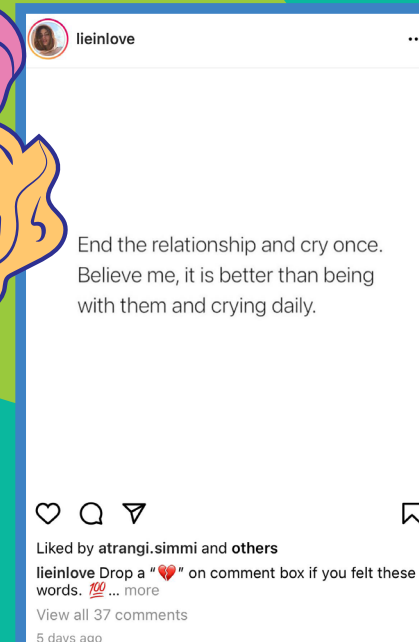 lieinlove
End the relationship and cry once.
Believe me, it is better than being
with them and crying daily.
Liked by atrangi.simmi and others
lieinlove Drop a "💔" on comment box if you felt these
words. 💯 ... more
View all 37 comments
5 days ago